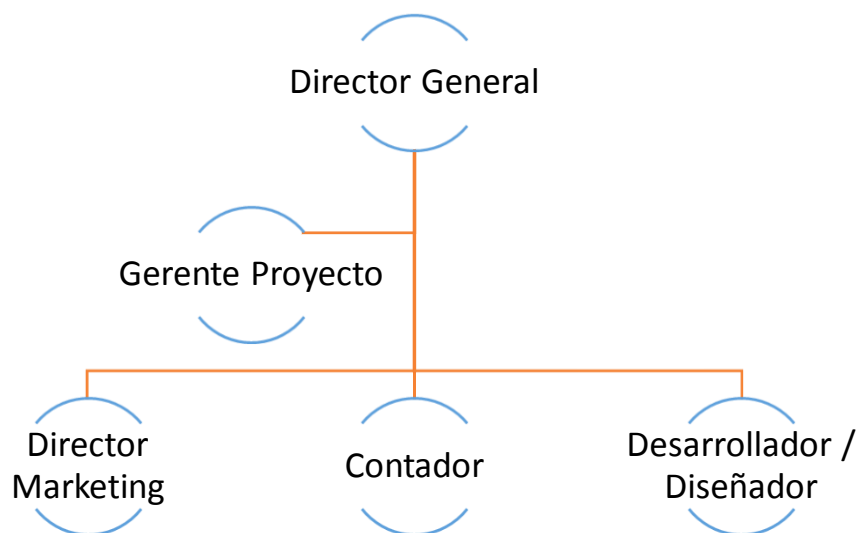 Director General
Gerente Proyecto
Director
Marketing
Contador
Desarrollador /
Diseñador